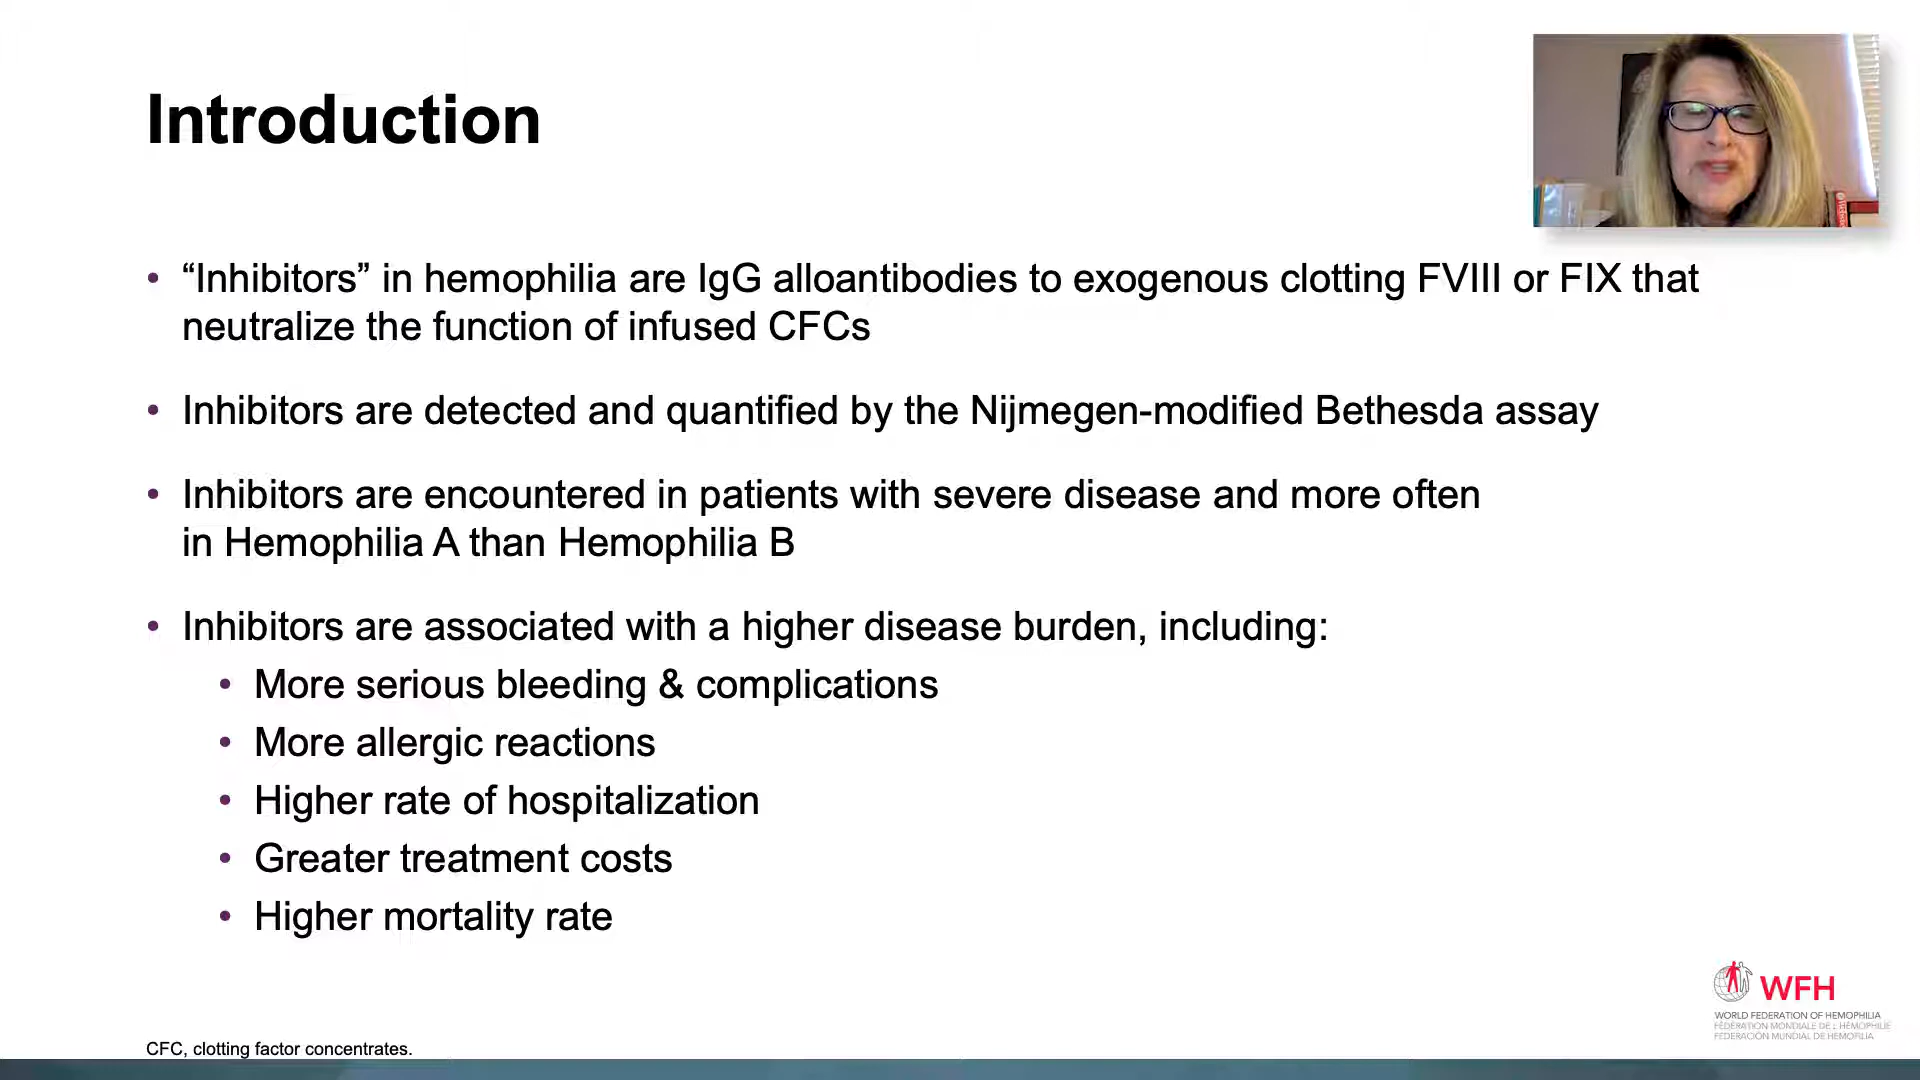 Introduction
• “Inhibitors” in hemophilia are IgG alloantibodies to exogenous clotting FVIII or FIX that
neutralize the function of infused CFCs
• Inhibitors are detected and quantified by the Nijmegen-modified Bethesda assay
• Inhibitors are encountered in patients with severe disease and more often
in Hemophilia A than Hemophilia B
• Inhibitors are associated with a higher disease burden, including:
• More serious bleeding & complications
• More allergic reactions
• Higher rate of hospitalization
• Greater treatment costs
• Higher mortality rate
WFH
WORLD FEDERATION OF HEMOPHILIA
FÉDÉRATION MONDIALE DE L'HÉMOPHILIE
FEDERACIÓN MUNDIAL DE HEMOFILIA
CFC, clotting factor concentrates.